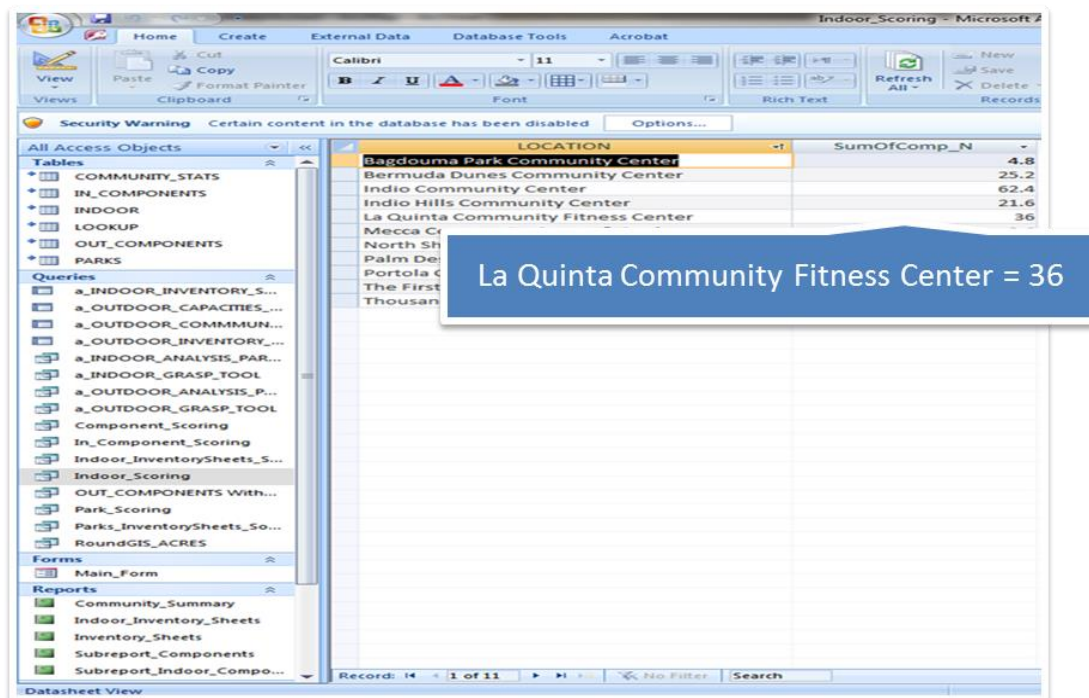 Indoor_Scoring - Microsoft A
Home Create External Data Database Tools Acrobat
View
Views
Paste
Cut
Copy
Format Painter
Clipboard
Calibri 11
B I U A
Font
Rich Text
Refresh All
New
Save
Delete
Records
Security Warning Certain content in the database has been disabled Options...
All Access Objects
Tables
COMMUNITY_STATS
IN_COMPONENTS
INDOOR
LOOKUP
OUT_COMPONENTS
PARKS
Queries
a_INDOOR_INVENTORY_S...
a_OUTDOOR_CAPACITIES_...
a_OUTDOOR_COMMMUN...
a_OUTDOOR_INVENTORY_...
a_INDOOR_ANALYSIS_PAR...
a_INDOOR_GRASP_TOOL
a_OUTDOOR_ANALYSIS_P...
a_OUTDOOR_GRASP_TOOL
Component_Scoring
In_Component_Scoring
Indoor_InventorySheets_S...
Indoor_Scoring
OUT_COMPONENTS With...
Park_Scoring
Parks_InventorySheets_So...
RoundGIS_ACRES
Forms
Main_Form
Reports
Community_Summary
Indoor_Inventory_Sheets
Inventory_Sheets
Subreport_Components
Subreport_Indoor_Compo...
LOCATION SumOfComp_N
Bagdouma Park Community Center 4.8
Bermuda Dunes Community Center 25.2
Indio Community Center 62.4
Indio Hills Community Center 21.6
La Quinta Community Fitness Center 36
Mecca
North Sh
Palm De
Portola
The First
Thousan
La Quinta Community Fitness Center = 36
Record: 1 of 11 No Filter Search
Datasheet View